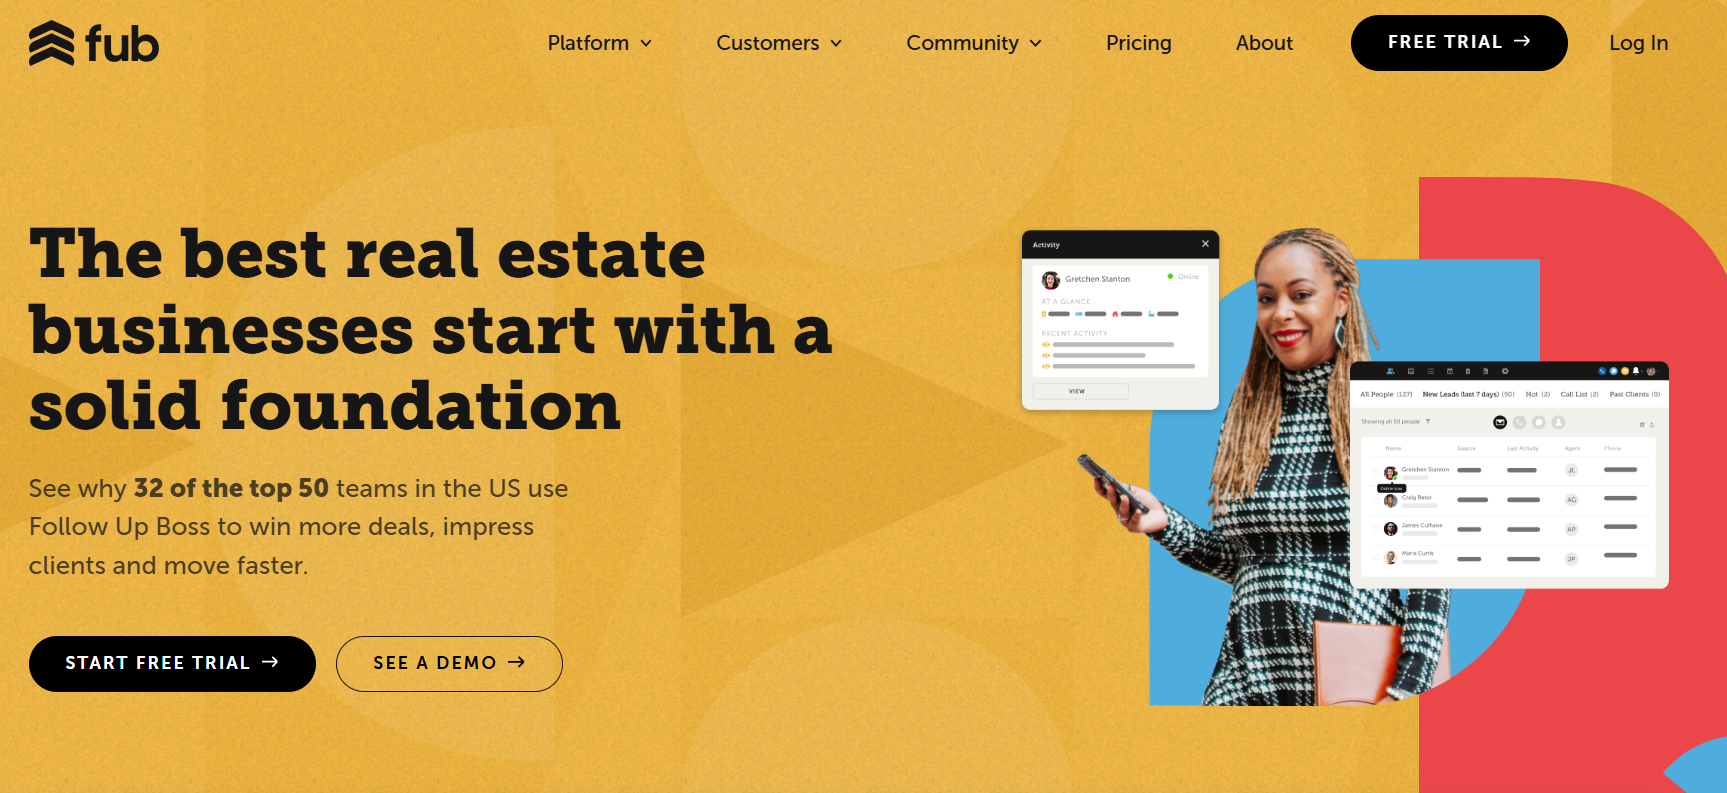 fub
Platform
Customers
Community
Pricing
About
FREE TRIAL →
Log In
The best real estate
businesses start with a
solid foundation
See why 32 of the top 50 teams in the US use
Follow Up Boss to win more deals, impress
clients and move faster.
START FREE TRIAL →
SEE A DEMO →
Activity
Gretchen Stanton
Online
AT A GLANCE
RECENT ACTIVITY
VIEW
All People (127) New Leads (last 7 days) (50) Hot (2) Call List (2) Past Clients (0)
Showing all 50 people
Name Source Last Activity Agent Phone
Gretchen Stanton JL
Online now
Craig Bator AG
James Culhane AP
Maria Curtis JP